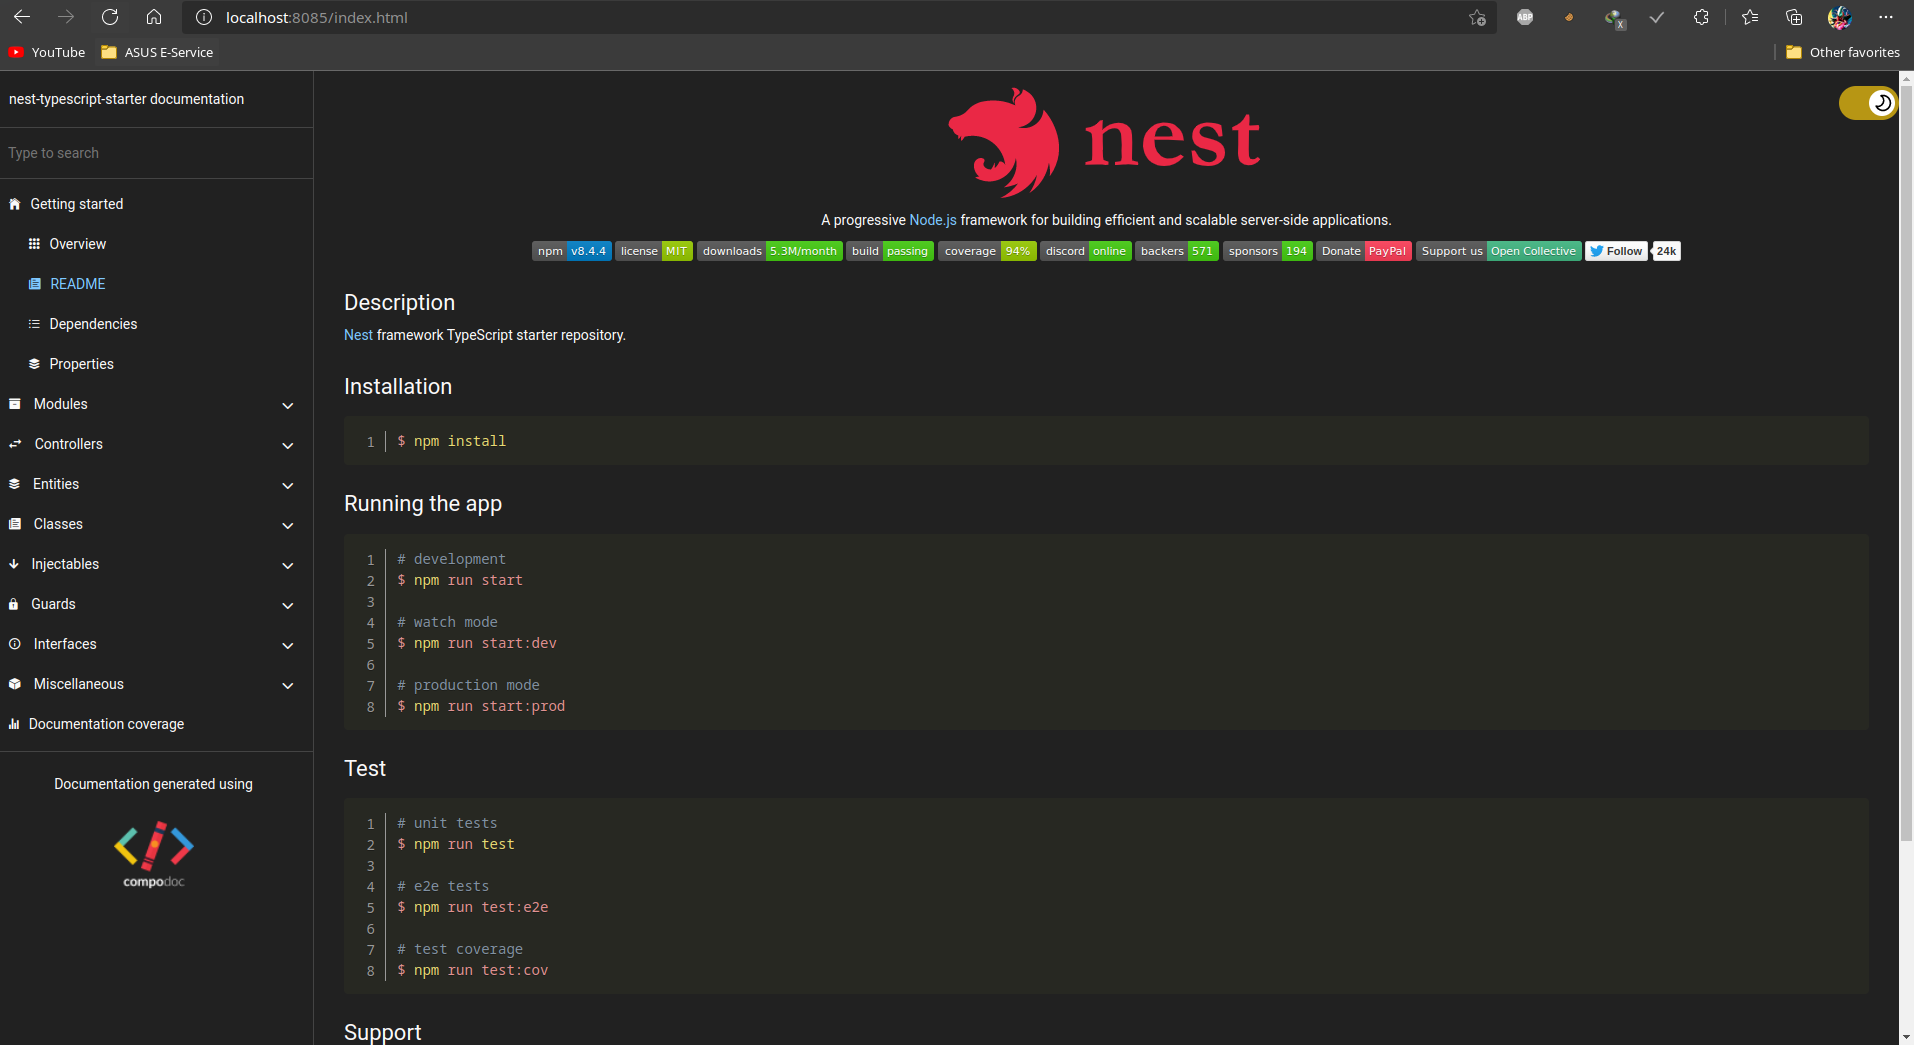 localhost:8085/index.html
ABP
X
YouTube
ASUS E-Service
Other favorites
nest-typescript-starter documentation
Type to search
Getting started
Overview
README
Dependencies
Properties
Modules
Controllers
Entities
Classes
Injectables
Guards
Interfaces
Miscellaneous
Documentation coverage
Documentation generated using
compodoc
nest
A progressive Node.js framework for building efficient and scalable server-side applications.
npm v8.4.4 license MIT downloads 5.3M/month build passing coverage 94% discord online backers 571 sponsors 194 Donate PayPal Support us Open Collective Follow 24k
Description
Nest framework TypeScript starter repository.
Installation
1 $ npm install
Running the app
1 # development
2 $ npm run start
3
4 # watch mode
5 $ npm run start:dev
6
7 # production mode
8 $ npm run start:prod
Test
1 # unit tests
2 $ npm run test
3
4 # e2e tests
5 $ npm run test:e2e
6
7 # test coverage
8 $ npm run test:cov
Support